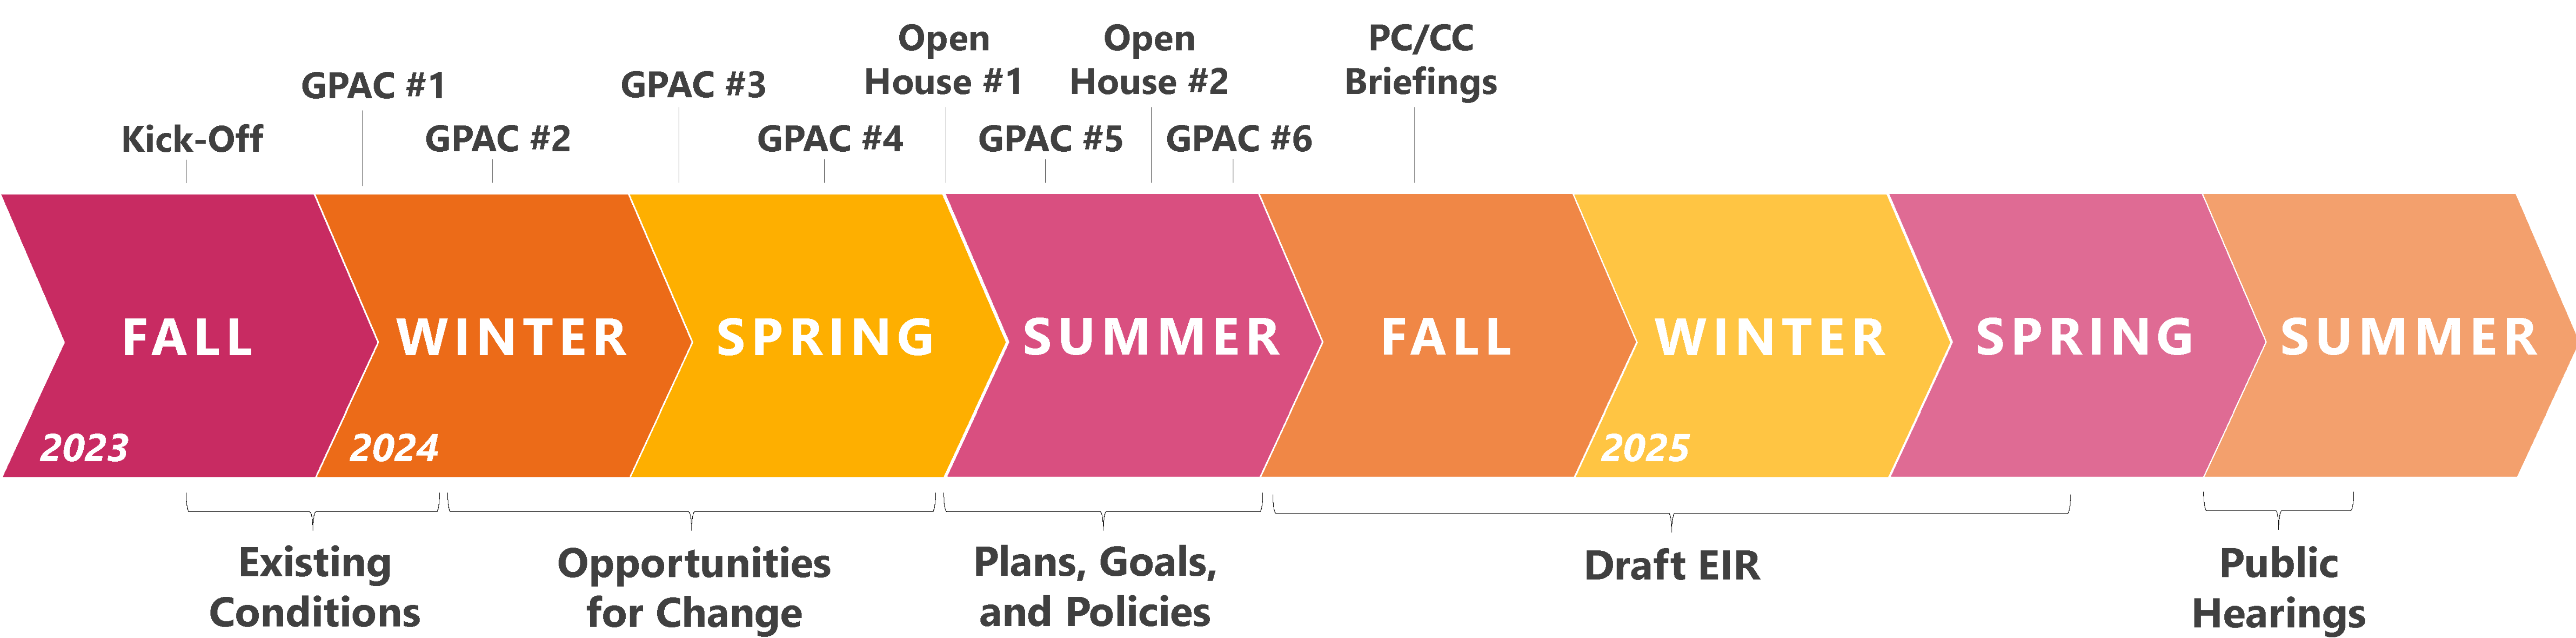 Open
House #1
Open
House #2
PC/CC
Briefings
GPAC #1
GPAC #3
Kick-Off
GPAC #2
GPAC #4
GPAC #5
GPAC #6
FALL
WINTER
SPRING
SUMMER
FALL
WINTER
SPRING
SUMMER
2023
2024
2025
Existing
Conditions
Opportunities
for Change
Plans, Goals,
and Policies
Draft EIR
Public
Hearings